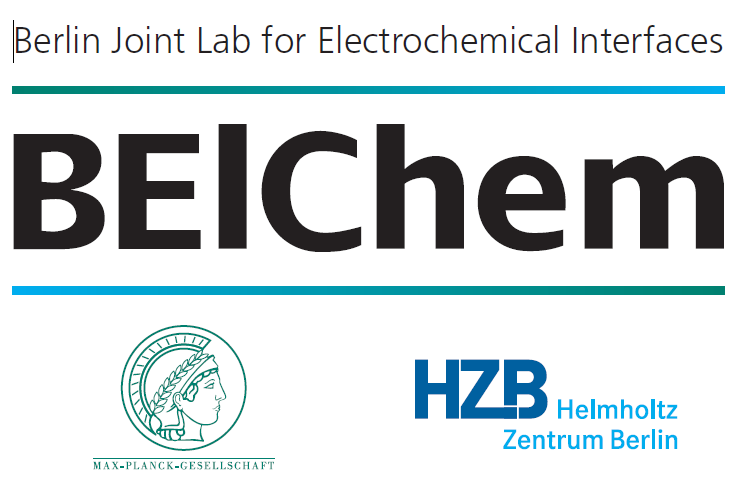 Berlin Joint Lab for Electrochemical Interfaces
BElChem
MAX-PLANCK-GESELLSCHAFT
HZB Helmholtz
Zentrum Berlin